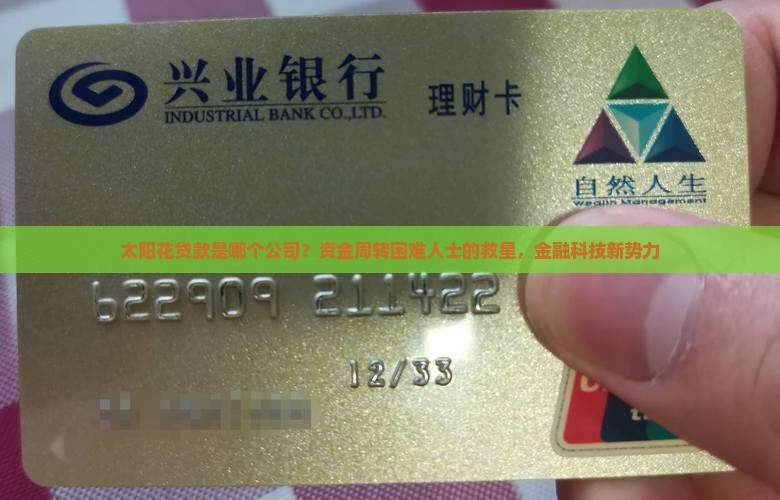 兴业银行
INDUSTRIAL BANK CO.,LTD.
理财卡
自然人生
Wealth Management
太阳花贷款是哪个公司？资金周转困难人士的救星，金融科技新势力
622909 211422
12/33